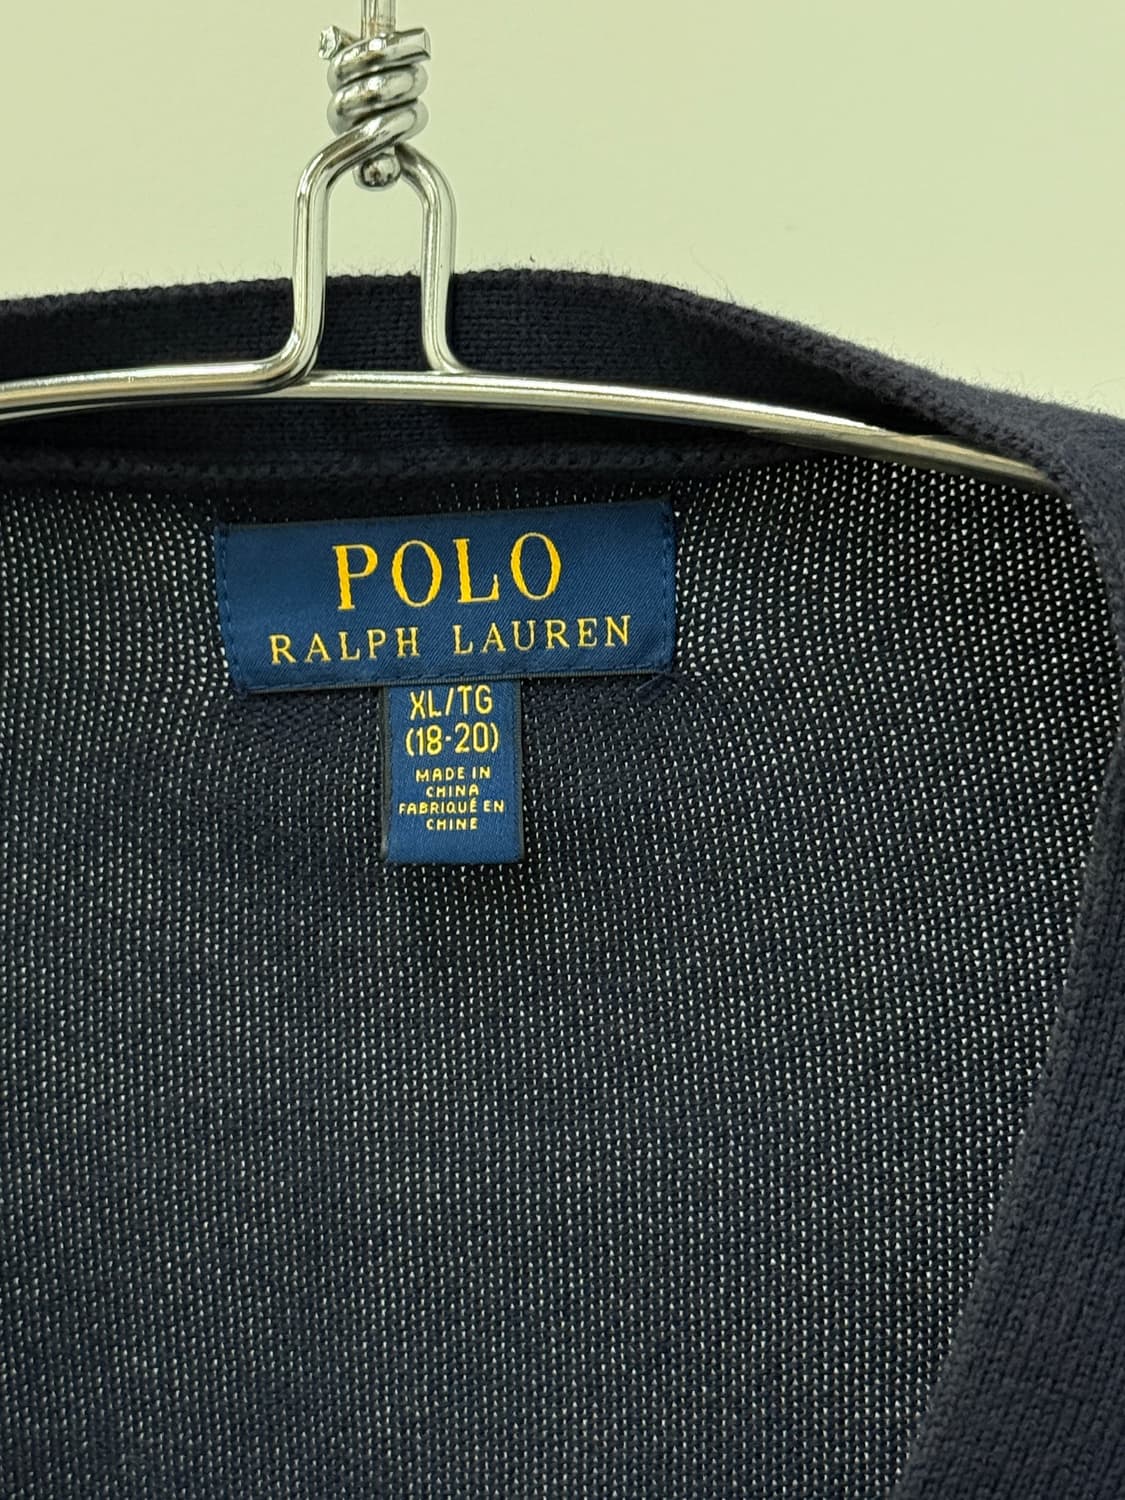 POLO
RALPH LAUREN
XL/TG
(18-20)
MADE IN
CHINA
FABRIQUÉ EN
CHINE